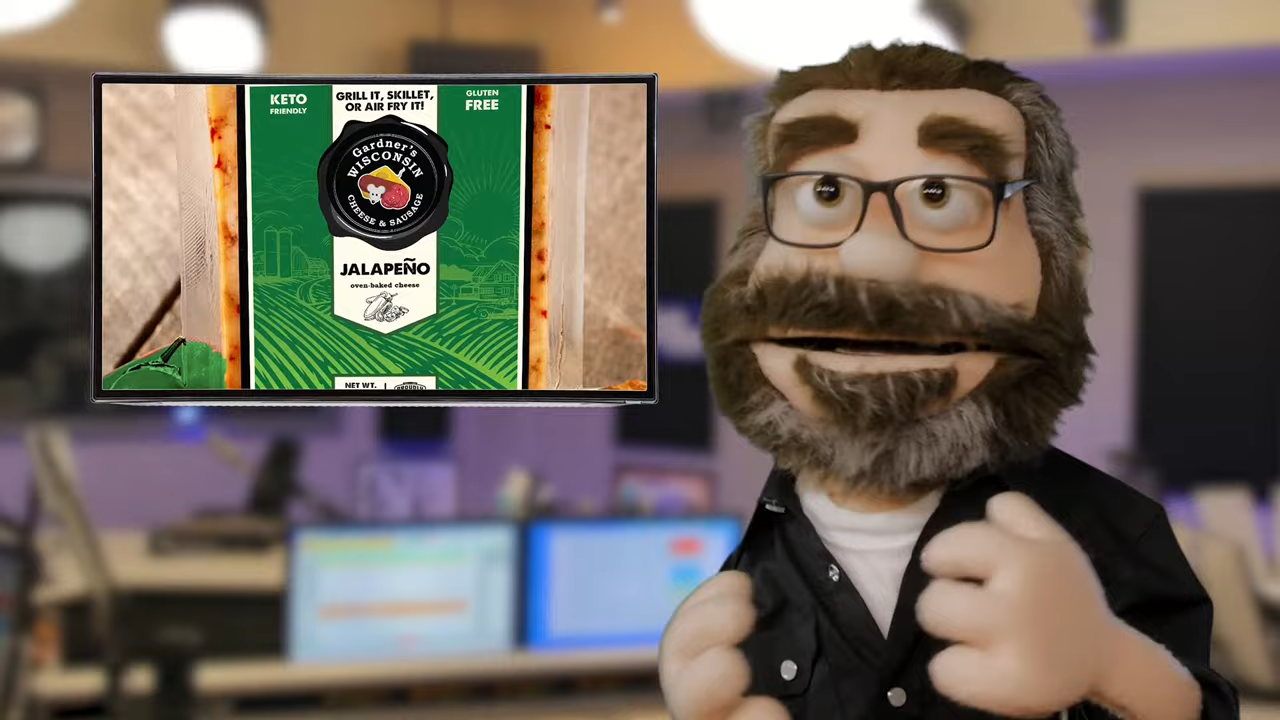 KETO
FRIENDLY
GRILL IT, SKILLET,
OR AIR FRY IT!
GLUTEN
FREE
Gardner's
WISCONSIN
CHEESE & SAUSAGE
JALAPEÑO
oven-baked cheese
NET WT.
PROUDLY